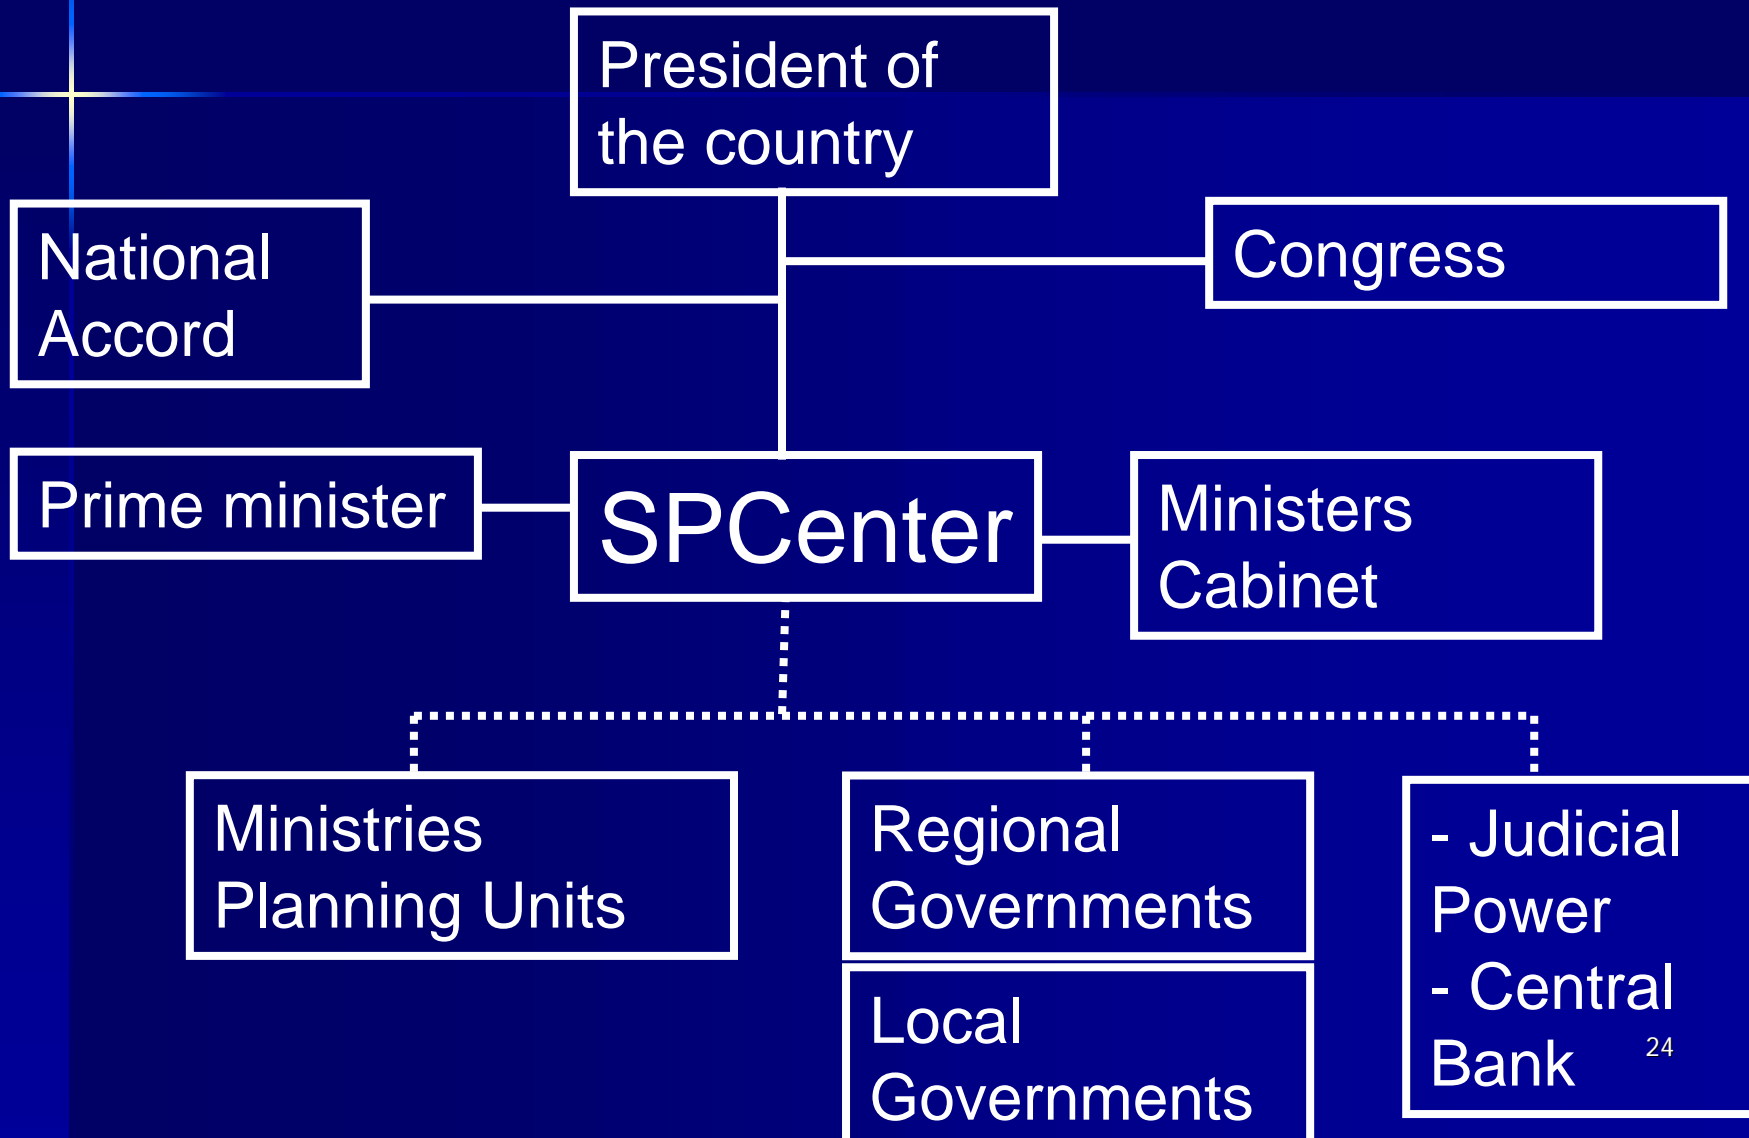 President of
the country
National
Accord
Congress
Prime minister
SPCenter
Ministers
Cabinet
Ministries
Planning Units
Regional
Governments
Local
Governments
- Judicial
Power
- Central
Bank
24